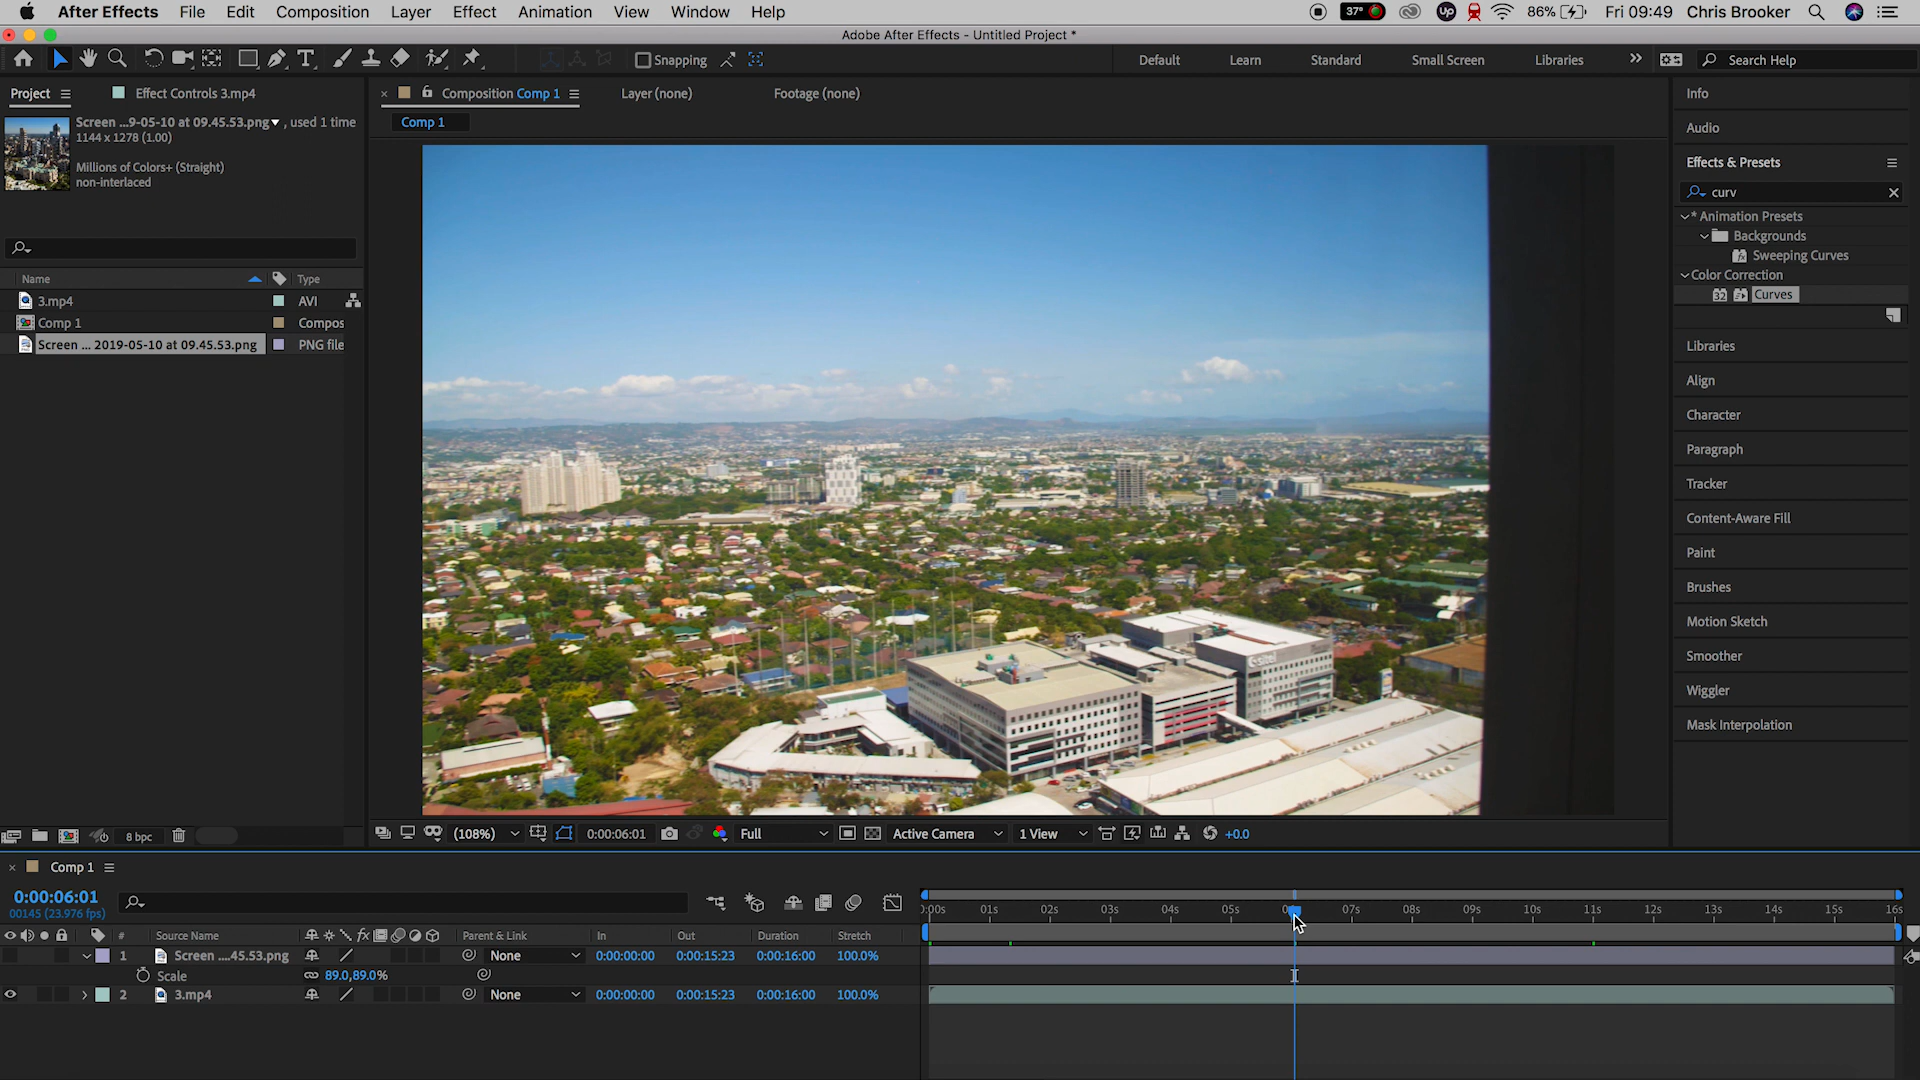 After Effects File Edit Composition Layer Effect Animation View Window Help 37° Up 86% Fri 09:49 Chris Brooker
Adobe After Effects - Untitled Project *
T Snapping Default Learn Standard Small Screen Libraries Search Help
Project Effect Controls 3.mp4 Composition Comp 1 Layer (none) Footage (none) Info
Comp 1
Screen ...9-05-10 at 09.45.53.png , used 1 time
1144 x 1278 (1.00)
Millions of Colors+ (Straight)
non-interlaced
Audio
Effects & Presets
curv
* Animation Presets
Backgrounds
Sweeping Curves
Color Correction
32 Curves
Name Type
3.mp4 AVI
Comp 1 Compos
Screen ... 2019-05-10 at 09.45.53.png PNG file
Libraries
Align
Character
Paragraph
Tracker
Content-Aware Fill
Paint
Brushes
Motion Sketch
Smoother
Wiggler
Mask Interpolation
sitel
8 bpc (108%) 0:00:06:01 Full Active Camera 1 View +0.0
Comp 1
0:00:06:01
00145 (23.976 fps)
0:00s 01s 02s 03s 04s 05s 07s 08s 09s 10s 11s 12s 13s 14s 15s 16s
# Source Name fx Parent & Link In Out Duration Stretch
1 Screen ....45.53.png None 0:00:00:00 0:00:15:23 0:00:16:00 100.0%
Scale 89.0,89.0%
2 3.mp4 None 0:00:00:00 0:00:15:23 0:00:16:00 100.0%